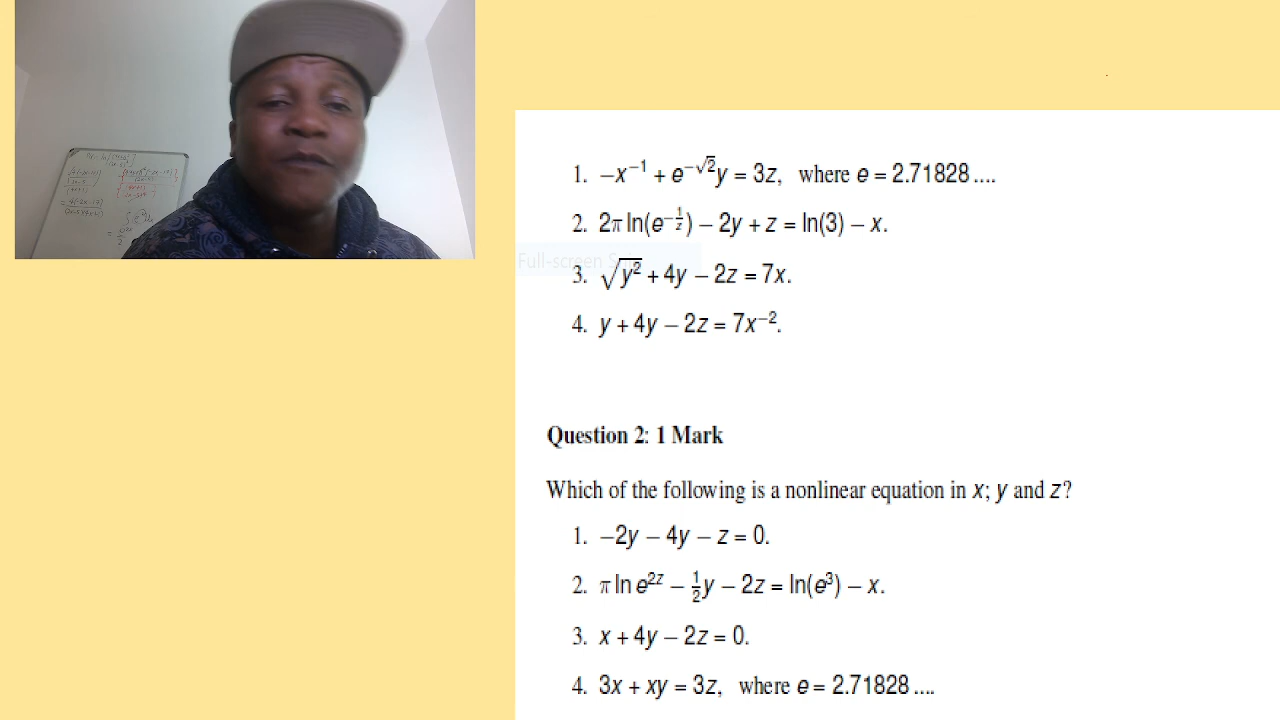 1. −x⁻¹ + e^(−√2)y = 3z, where e = 2.71828 ....
2. 2π ln(e^(−1/z)) − 2y + z = ln(3) − x.
3. √(y²) + 4y − 2z = 7x.
4. y + 4y − 2z = 7x⁻².
Question 2: 1 Mark
Which of the following is a nonlinear equation in x; y and z?
1. −2y − 4y − z = 0.
2. π ln e^(2z) − 1/2 y − 2z = ln(e³) − x.
3. x + 4y − 2z = 0.
4. 3x + xy = 3z, where e = 2.71828 ....